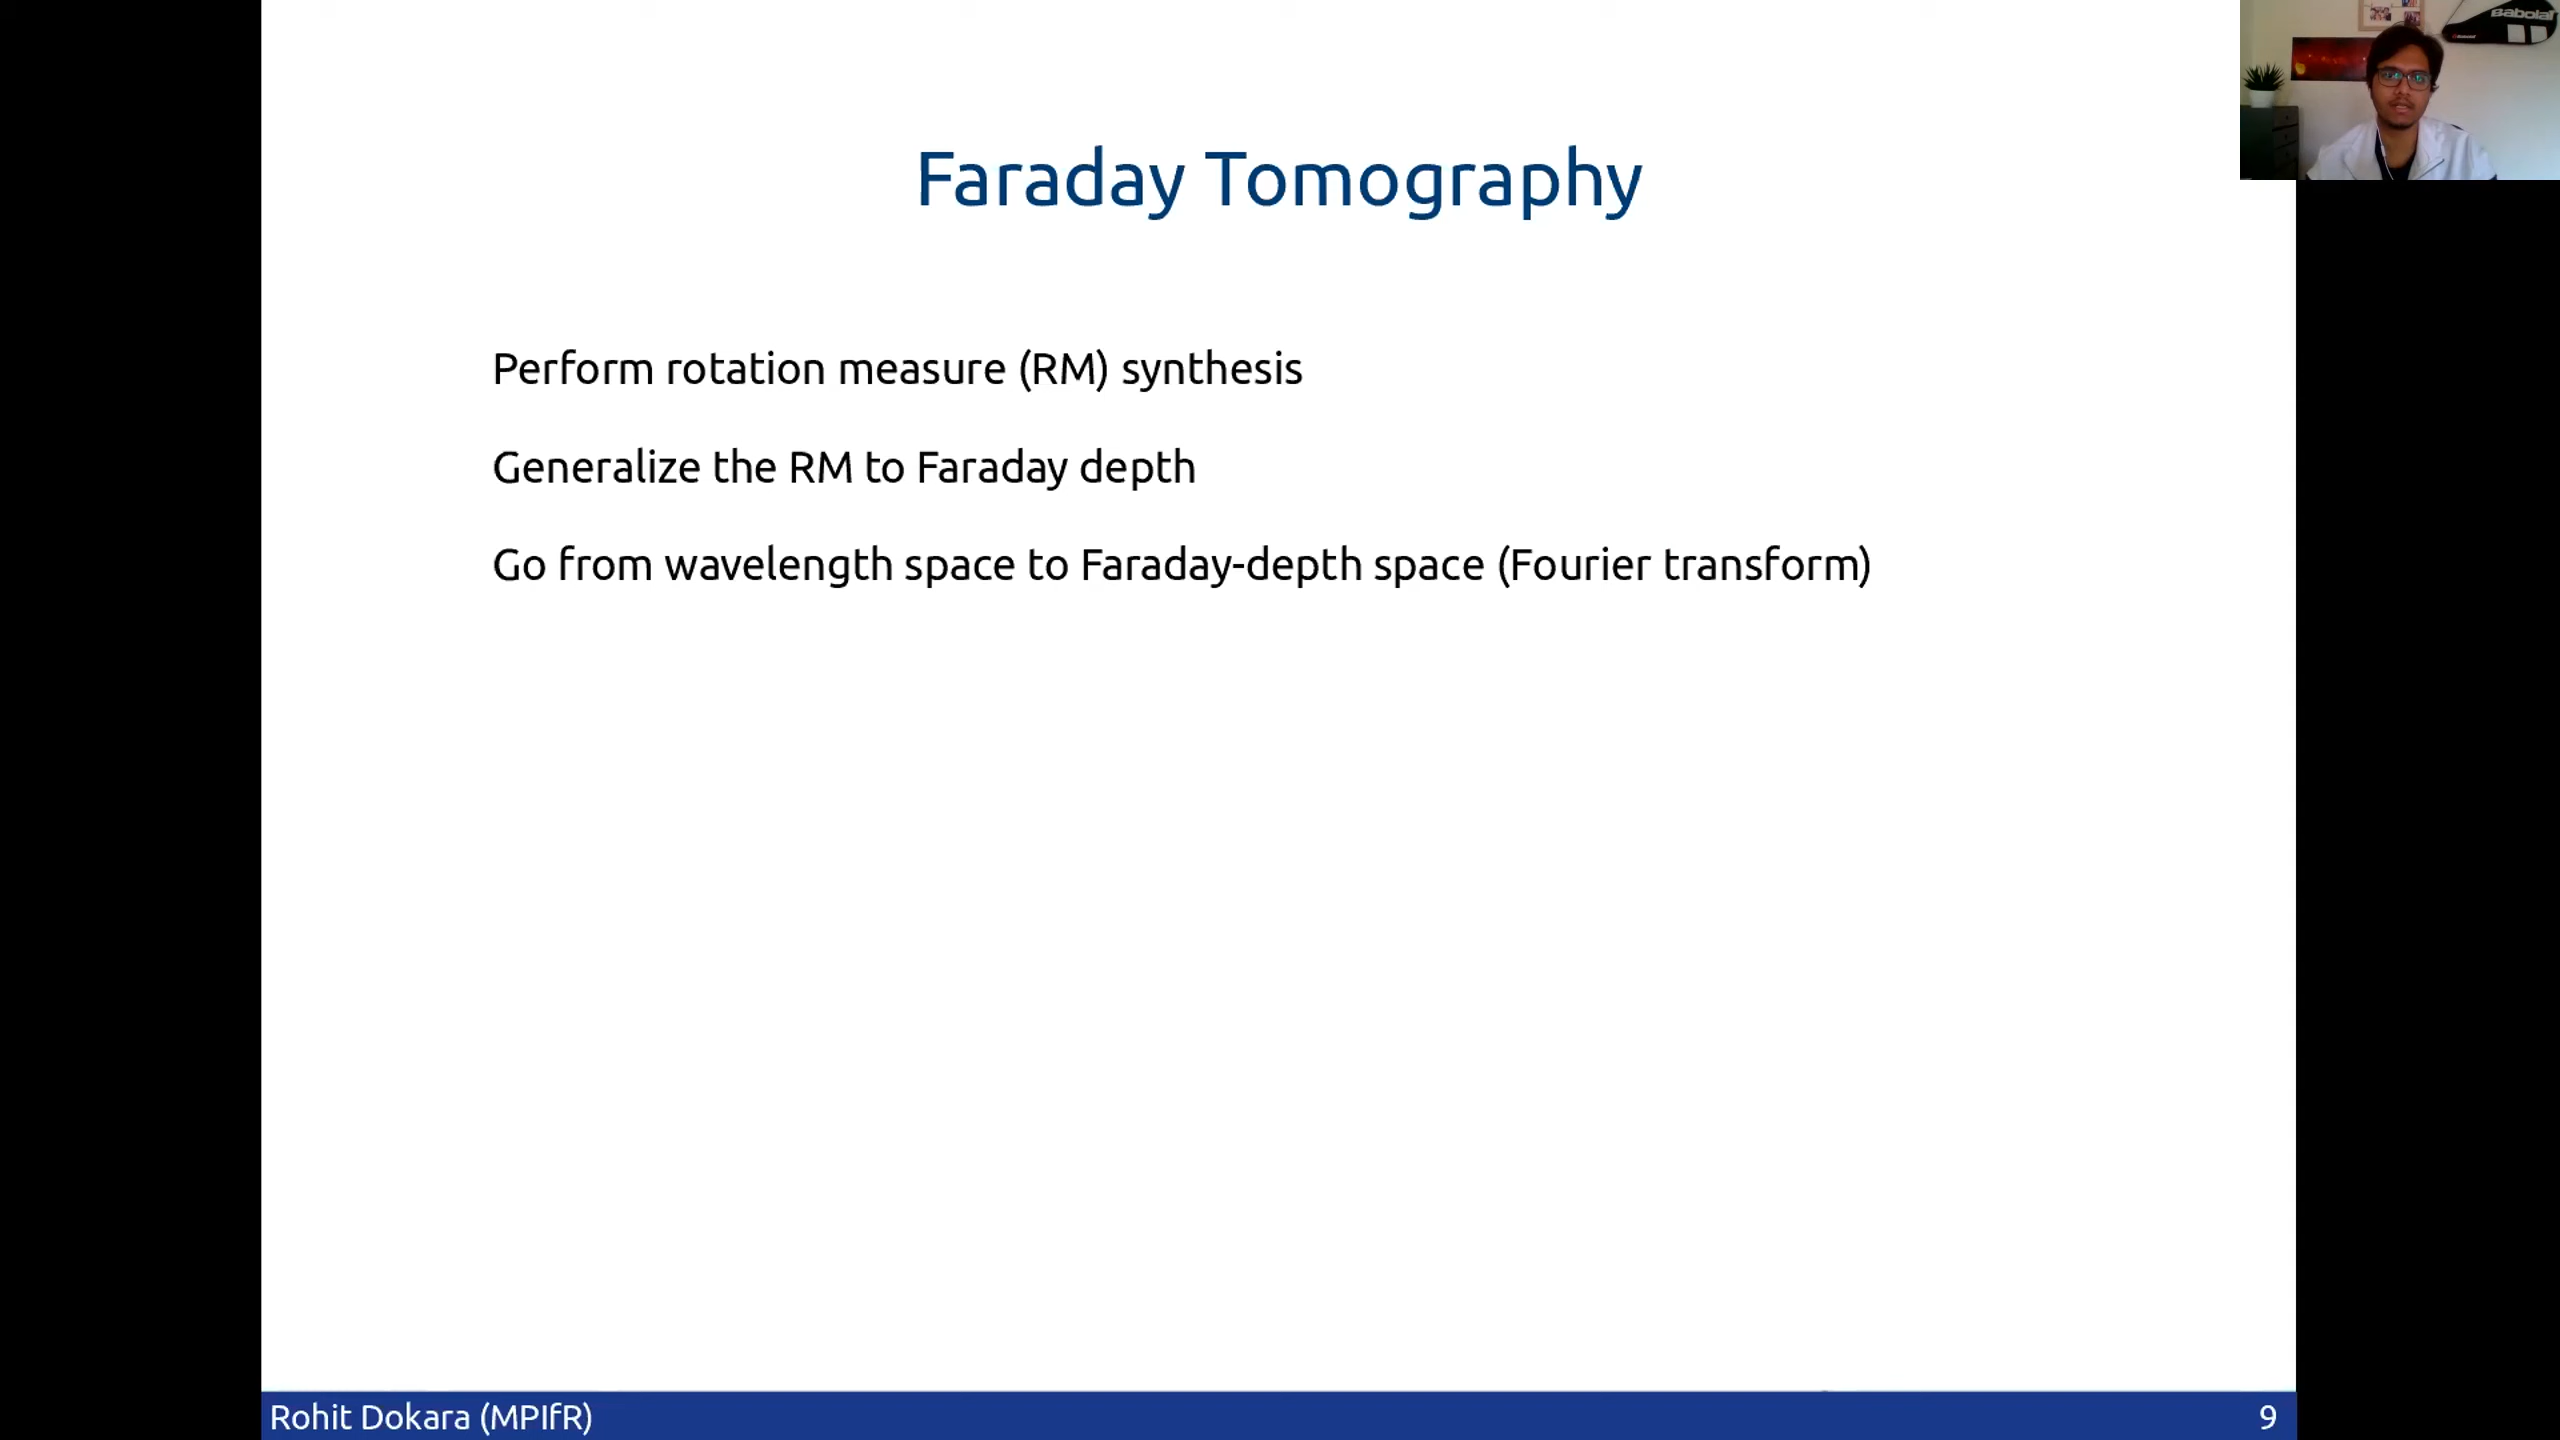 Babolat
Faraday Tomography
Perform rotation measure (RM) synthesis
Generalize the RM to Faraday depth
Go from wavelength space to Faraday-depth space (Fourier transform)
Rohit Dokara (MPIfR)
9